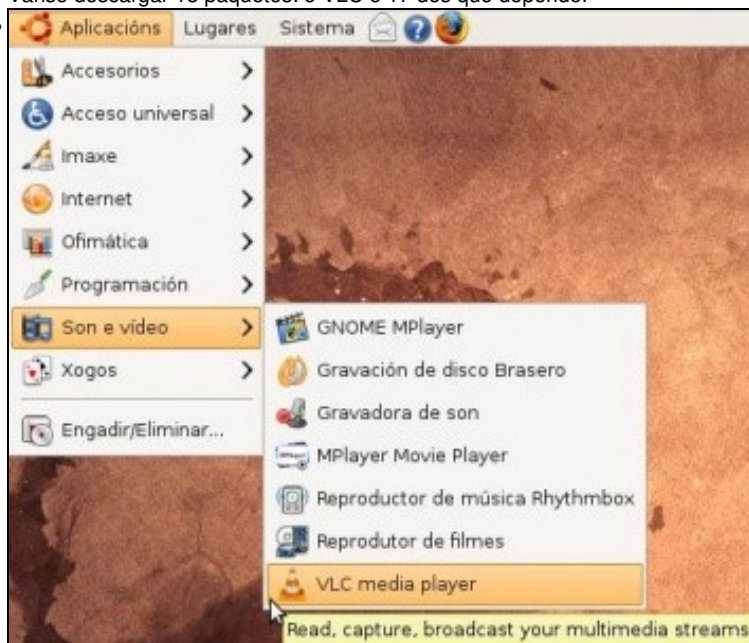 Aplicacións Lugares Sistema
Accesorios
Acceso universal
Imaxe
Internet
Ofimática
Programación
Son e vídeo
Xogos
Engadir/Eliminar...
GNOME MPlayer
Gravación de disco Brasero
Gravadora de son
MPlayer Movie Player
Reproductor de música Rhythmbox
Reprodutor de filmes
VLC media player
Read, capture, broadcast your multimedia streams